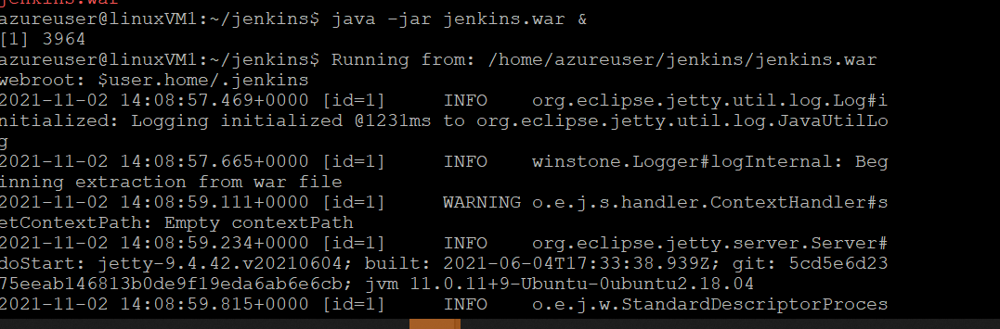 jenkins.war
azureuser@linuxVM1:~/jenkins$ java -jar jenkins.war &
[1] 3964
azureuser@linuxVM1:~/jenkins$ Running from: /home/azureuser/jenkins/jenkins.war
webroot: $user.home/.jenkins
2021-11-02 14:08:57.469+0000 [id=1] INFO org.eclipse.jetty.util.log.Log#i
nitialized: Logging initialized @1231ms to org.eclipse.jetty.util.log.JavaUtilLo
g
2021-11-02 14:08:57.665+0000 [id=1] INFO winstone.Logger#logInternal: Beg
inning extraction from war file
2021-11-02 14:08:59.111+0000 [id=1] WARNING o.e.j.s.handler.ContextHandler#s
etContextPath: Empty contextPath
2021-11-02 14:08:59.234+0000 [id=1] INFO org.eclipse.jetty.server.Server#
doStart: jetty-9.4.42.v20210604; built: 2021-06-04T17:33:38.939Z; git: 5cd5e6d23
75eeab146813b0de9f19eda6ab6e6cb; jvm 11.0.11+9-Ubuntu-0ubuntu2.18.04
2021-11-02 14:08:59.815+0000 [id=1] INFO o.e.j.w.StandardDescriptorProces